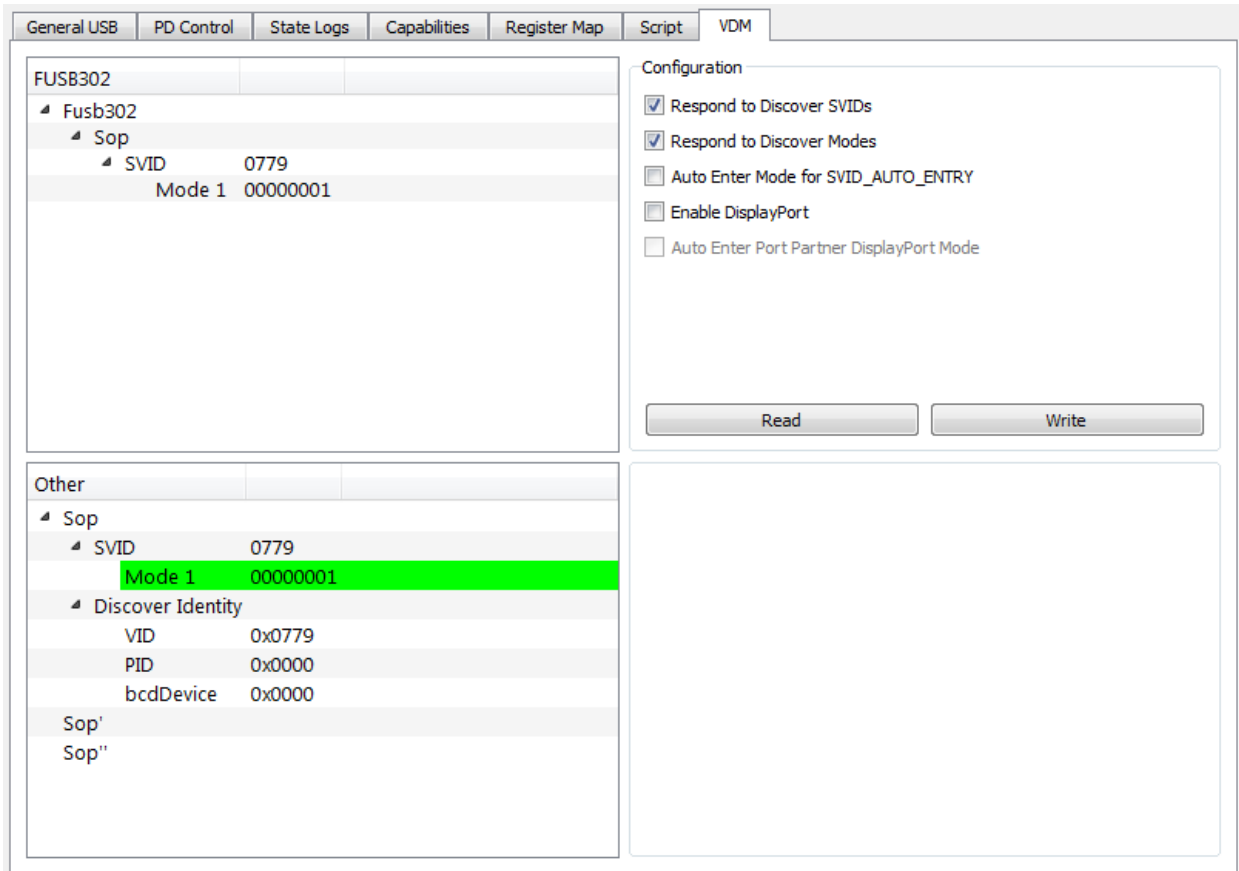 General USB PD Control State Logs Capabilities Register Map Script VDM
FUSB302
Fusb302
Sop
SVID 0779
Mode 1 00000001
Configuration
Respond to Discover SVIDs
Respond to Discover Modes
Auto Enter Mode for SVID_AUTO_ENTRY
Enable DisplayPort
Auto Enter Port Partner DisplayPort Mode
Read Write
Other
Sop
SVID 0779
Mode 1 00000001
Discover Identity
VID 0x0779
PID 0x0000
bcdDevice 0x0000
Sop'
Sop''